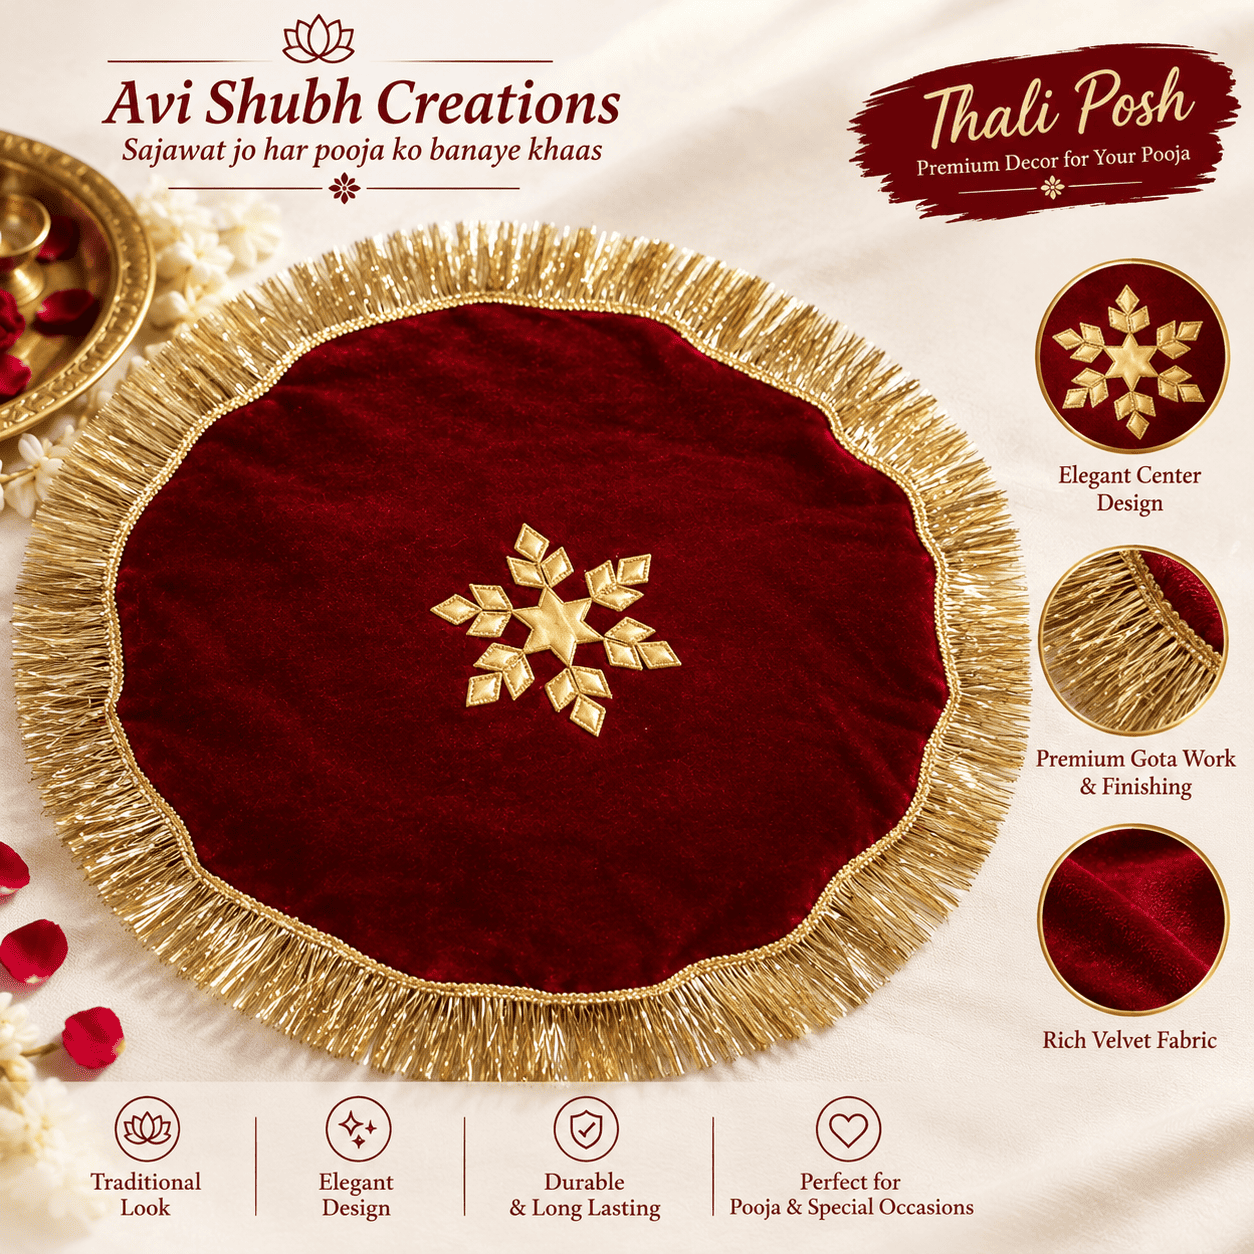 Avi Shubh Creations
Sajawat jo har pooja ko banaye khaas
Thali Posh
Premium Decor for Your Pooja
Elegant Center
Design
Premium Gota Work
& Finishing
Rich Velvet Fabric
Traditional
Look
Elegant
Design
Durable
& Long Lasting
Perfect for
Pooja & Special Occasions